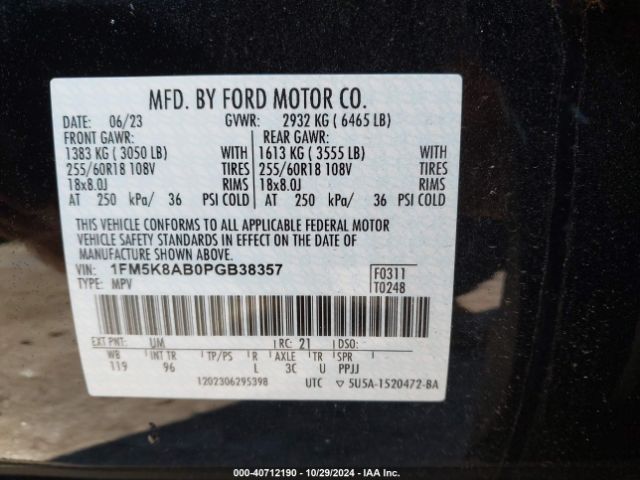 MFD. BY FORD MOTOR CO.
DATE: 06/23 GVWR: 2932 KG ( 6465 LB)
FRONT GAWR: REAR GAWR:
1383 KG ( 3050 LB) WITH 1613 KG ( 3555 LB) WITH
255/60R18 108V TIRES 255/60R18 108V TIRES
18x8.0J RIMS 18x8.0J RIMS
AT 250 kPa/ 36 PSI COLD AT 250 kPa/ 36 PSI COLD
THIS VEHICLE CONFORMS TO ALL APPLICABLE FEDERAL MOTOR
VEHICLE SAFETY STANDARDS IN EFFECT ON THE DATE OF
MANUFACTURE SHOWN ABOVE.
VIN: 1FM5K8AB0PGB38357 F0311
TYPE: MPV T0248
EXT PNT: UM RC: 21 DSO:
WB INT TR TP/PS R AXLE TR SPR
119 96 L 3C U PPJJ
1202306295398 UTC ▽ 5U5A-1520472-BA
000-40712190 - 10/29/2024 - IAA Inc.